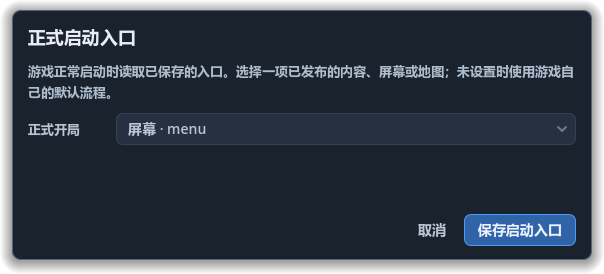 正式启动入口
游戏正常启动时读取已保存的入口。选择一项已发布的内容、屏幕或地图；未设置时使用游戏自
己的默认流程。
正式开局
屏幕 · menu
取消
保存启动入口